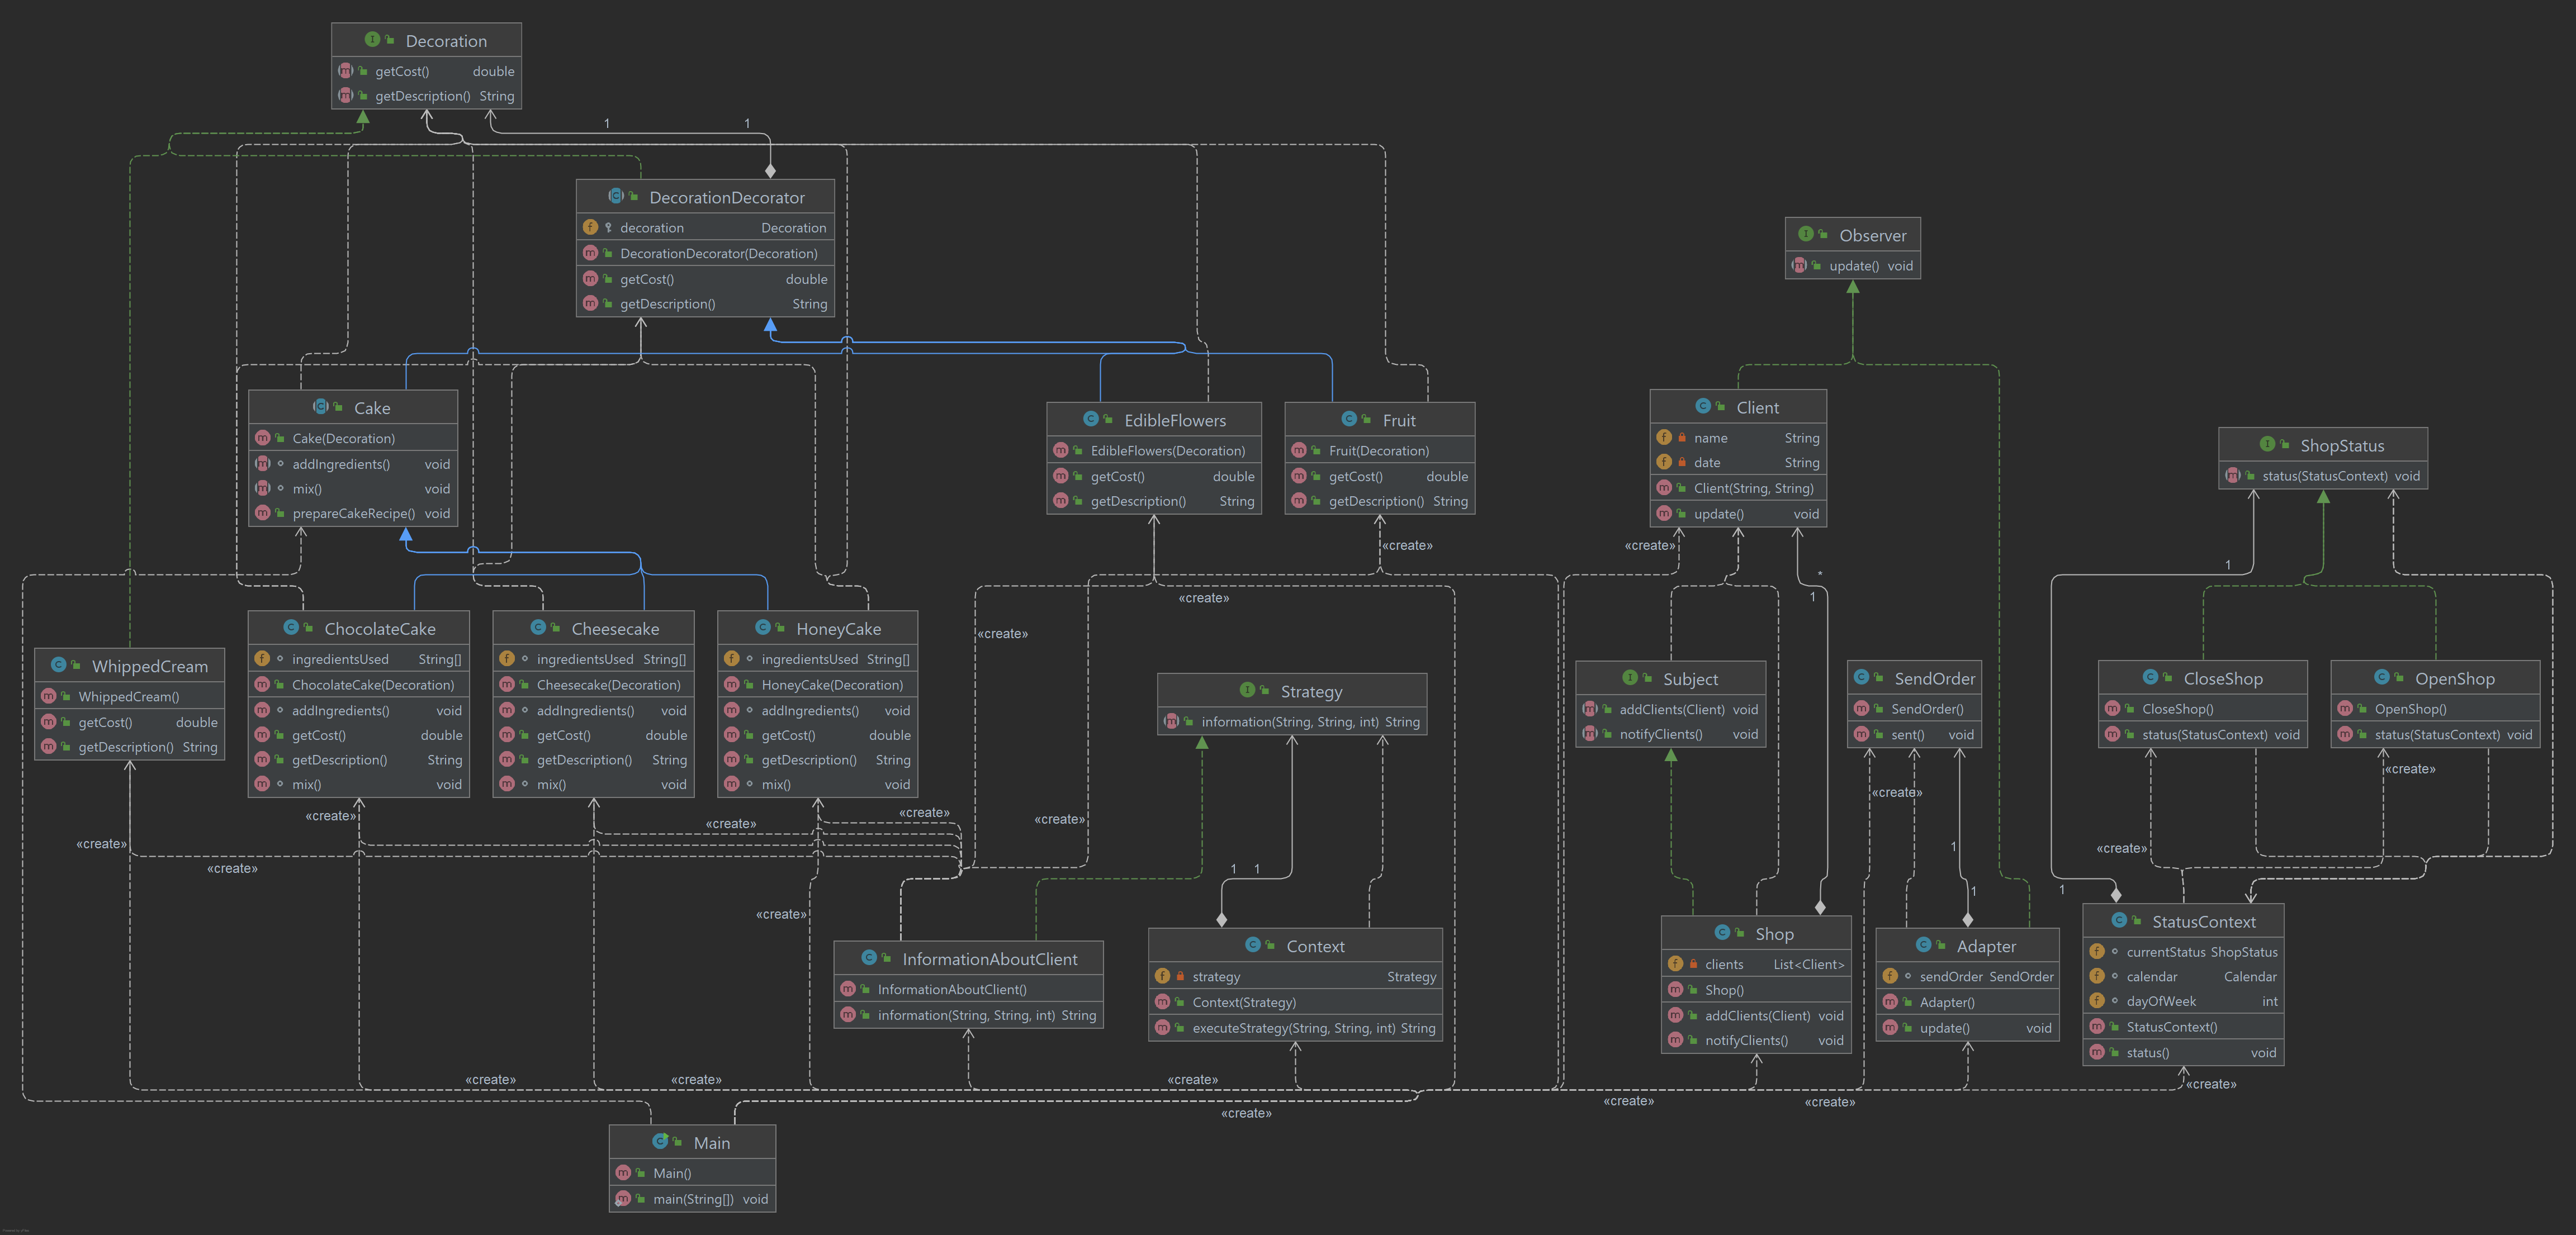 Decoration
getCost() double
getDescription() String
1 1
DecorationDecorator
decoration Decoration
DecorationDecorator(Decoration)
getCost() double
getDescription() String
Observer
update() void
Cake
Cake(Decoration)
addIngredients() void
mix() void
prepareCakeRecipe() void
EdibleFlowers
EdibleFlowers(Decoration)
getCost() double
getDescription() String
Fruit
Fruit(Decoration)
getCost() double
getDescription() String
Client
name String
date String
Client(String, String)
update() void
ShopStatus
status(StatusContext) void
«create»
«create»
1
*
1
«create»
«create»
WhippedCream
WhippedCream()
getCost() double
getDescription() String
ChocolateCake
ingredientsUsed String[]
ChocolateCake(Decoration)
addIngredients() void
getCost() double
getDescription() String
mix() void
Cheesecake
ingredientsUsed String[]
Cheesecake(Decoration)
addIngredients() void
getCost() double
getDescription() String
mix() void
HoneyCake
ingredientsUsed String[]
HoneyCake(Decoration)
addIngredients() void
getCost() double
getDescription() String
mix() void
Strategy
information(String, String, int) String
Subject
addClients(Client) void
notifyClients() void
SendOrder
SendOrder()
sent() void
CloseShop
CloseShop()
status(StatusContext) void
OpenShop
OpenShop()
status(StatusContext) void
«create»
«create»
«create»
«create»
«create»
«create»
«create»
«create»
1
«create»
«create»
1 1
1
1
«create»
InformationAboutClient
InformationAboutClient()
information(String, String, int) String
Context
strategy Strategy
Context(Strategy)
executeStrategy(String, String, int) String
Shop
clients List<Client>
Shop()
addClients(Client) void
notifyClients() void
Adapter
sendOrder SendOrder
Adapter()
update() void
StatusContext
currentStatus ShopStatus
calendar Calendar
dayOfWeek int
StatusContext()
status() void
«create» «create» «create»
«create»
«create» «create»
«create»
Main
Main()
main(String[]) void